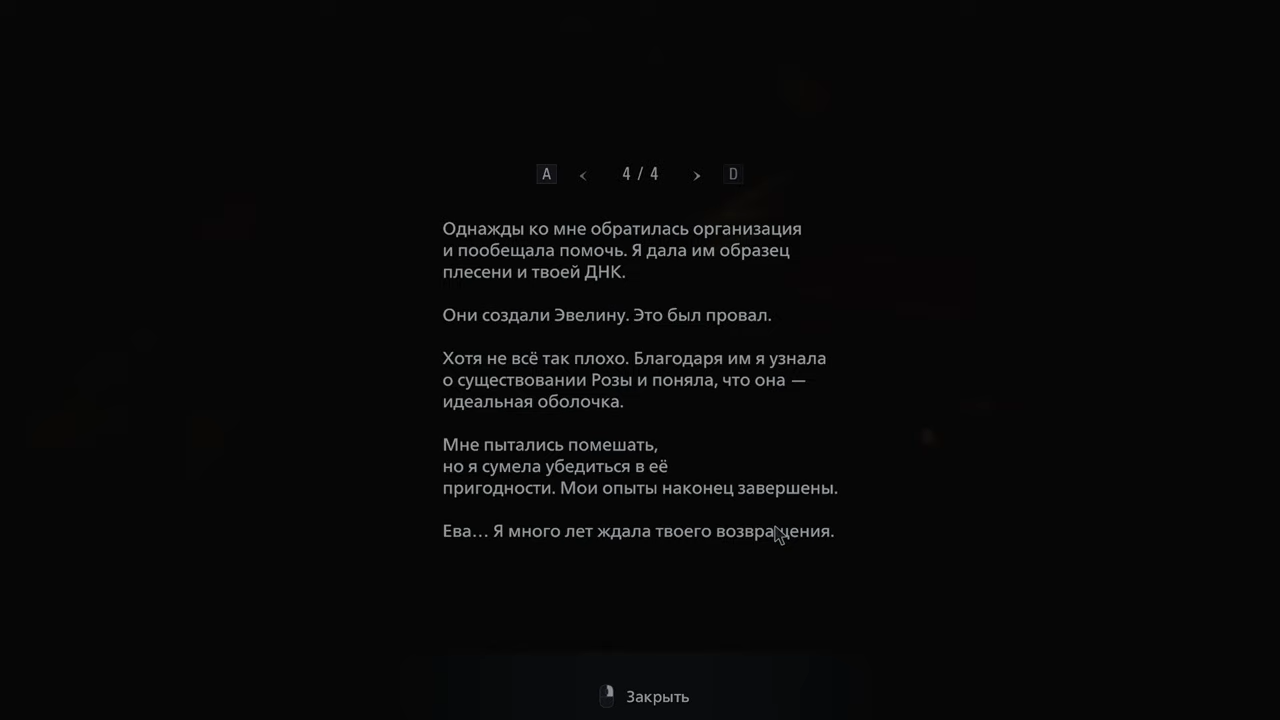 A < 4 / 4 > D
Однажды ко мне обратилась организация
и пообещала помочь. Я дала им образец
плесени и твоей ДНК.
Они создали Эвелину. Это был провал.
Хотя не всё так плохо. Благодаря им я узнала
о существовании Розы и поняла, что она —
идеальная оболочка.
Мне пытались помешать,
но я сумела убедиться в её
пригодности. Мои опыты наконец завершены.
Ева... Я много лет ждала твоего возвращения.
Закрыть